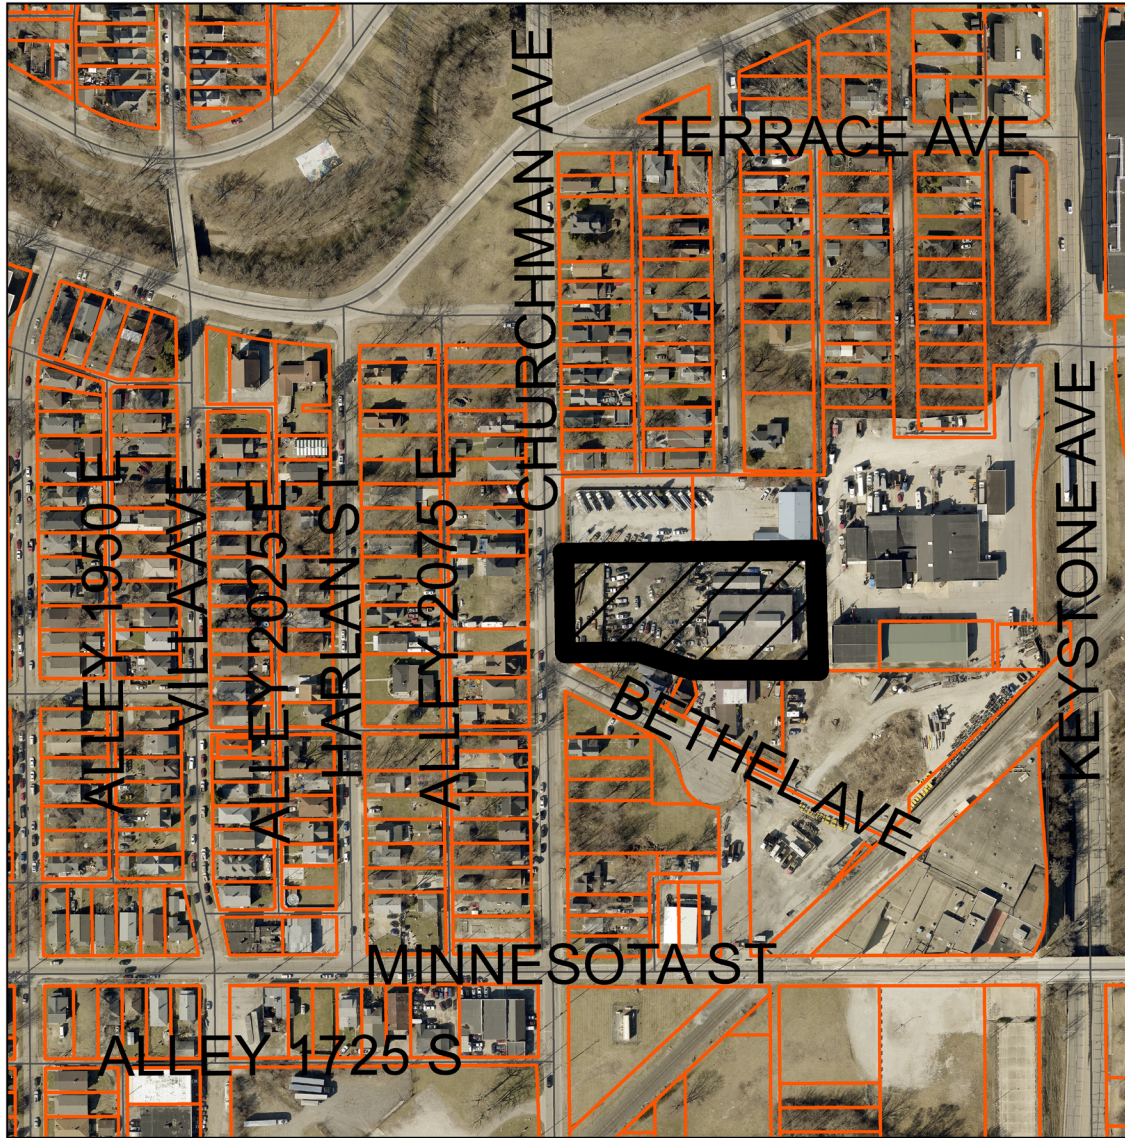 TERRACE AVE
CHURCHMAN AVE
KEYSTONE AVE
ALLEY 1950 E
VILLA AVE
ALLEY 2025 E
HARLAN ST
ALLEY 2075 E
BETHEL AVE
MINNESOTA ST
ALLEY 1725 S